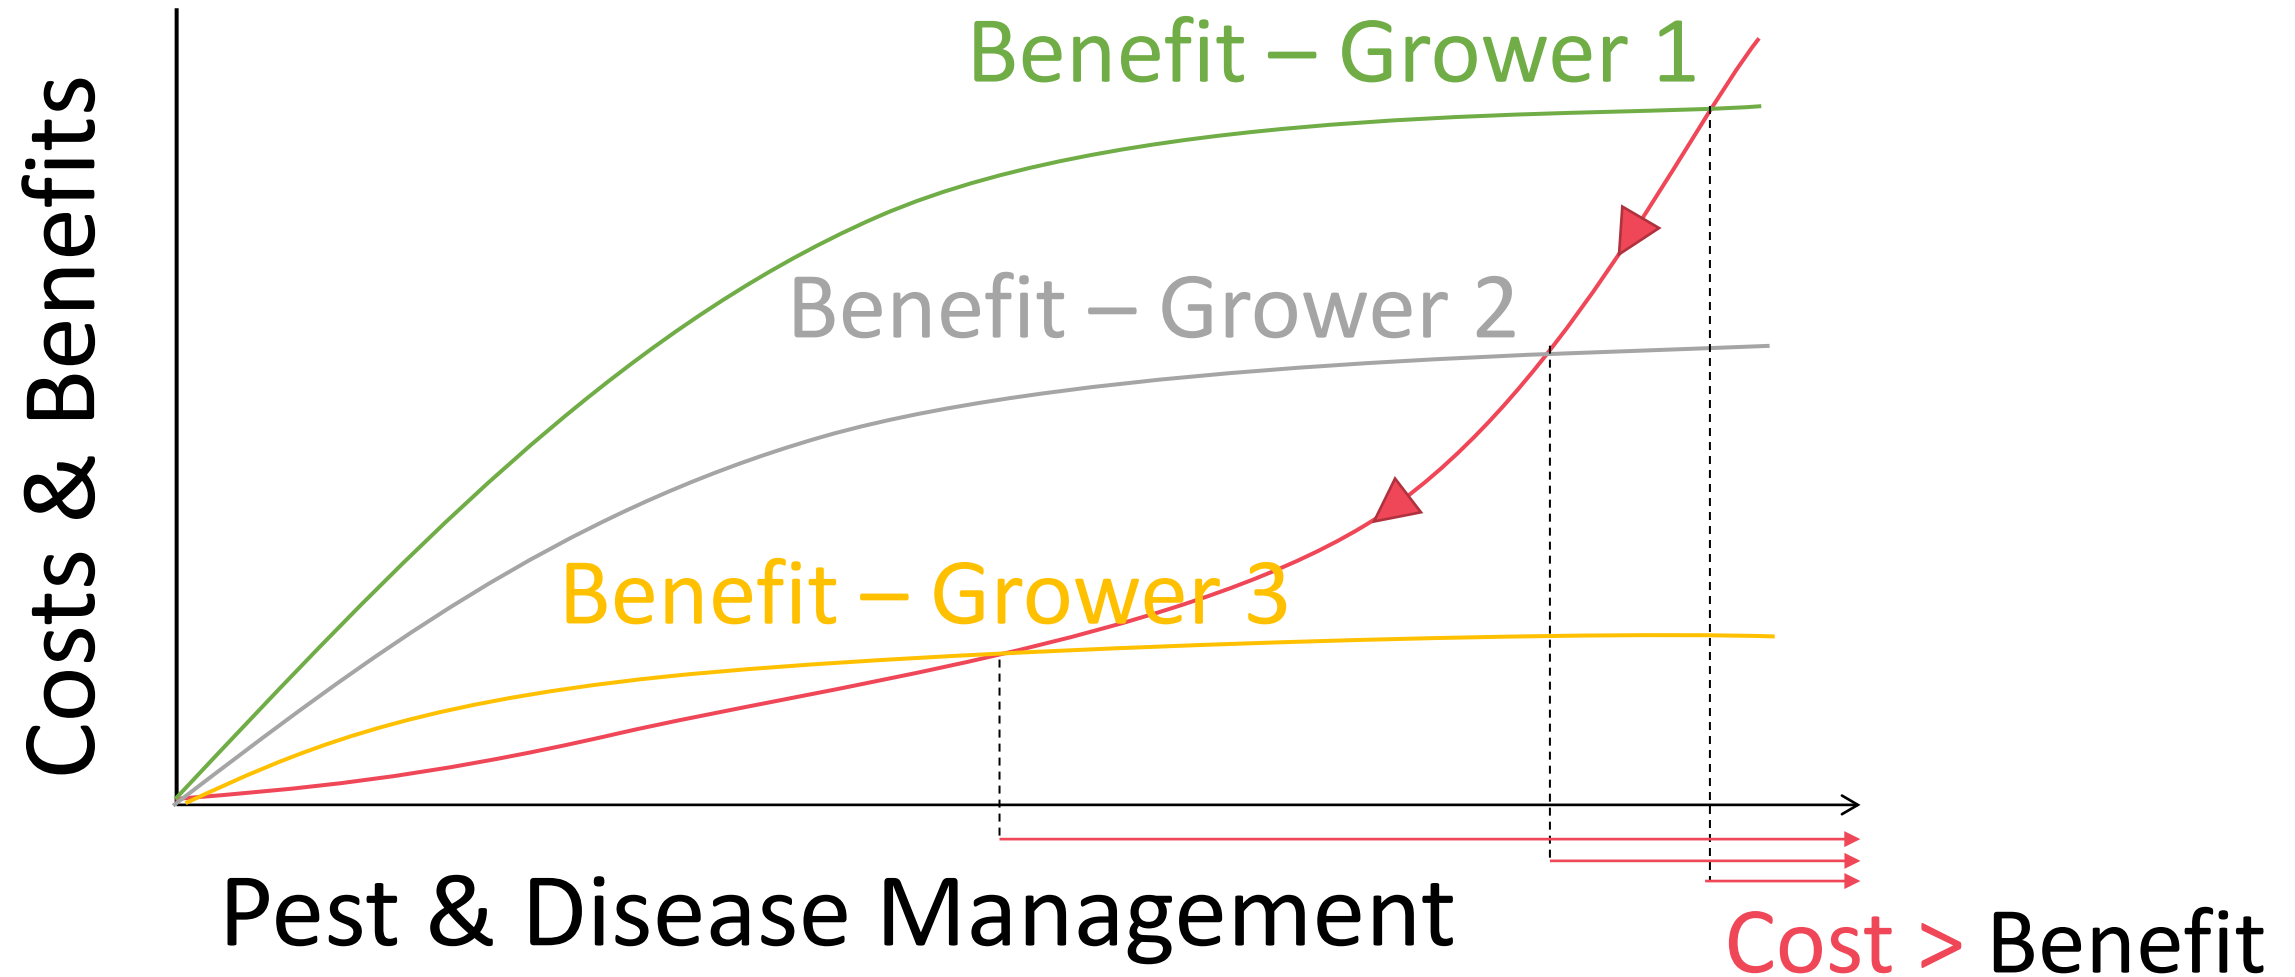 Costs & Benefits
Benefit – Grower 1
Benefit – Grower 2
Benefit – Grower 3
Pest & Disease Management
Cost > Benefit